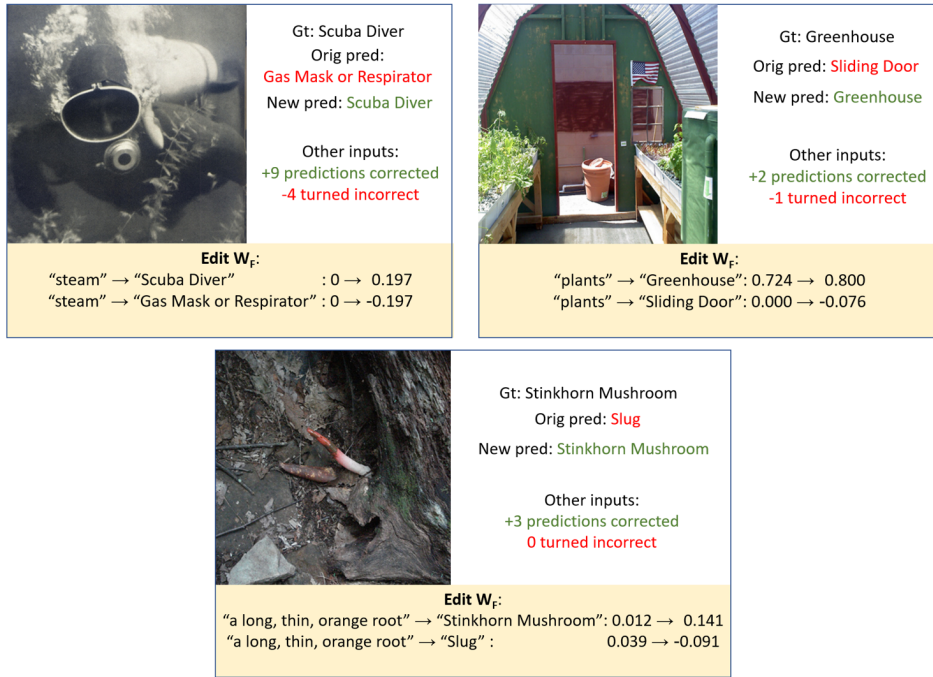 Gt: Scuba Diver
Orig pred:
Gas Mask or Respirator
New pred: Scuba Diver
Other inputs:
+9 predictions corrected
-4 turned incorrect
Edit W_F:
“steam” → “Scuba Diver” : 0 → 0.197
“steam” → “Gas Mask or Respirator” : 0 → -0.197
Gt: Greenhouse
Orig pred: Sliding Door
New pred: Greenhouse
Other inputs:
+2 predictions corrected
-1 turned incorrect
Edit W_F:
“plants” → “Greenhouse”: 0.724 → 0.800
“plants” → “Sliding Door”: 0.000 → -0.076
Gt: Stinkhorn Mushroom
Orig pred: Slug
New pred: Stinkhorn Mushroom
Other inputs:
+3 predictions corrected
0 turned incorrect
Edit W_F:
“a long, thin, orange root” → “Stinkhorn Mushroom”: 0.012 → 0.141
“a long, thin, orange root” → “Slug” : 0.039 → -0.091